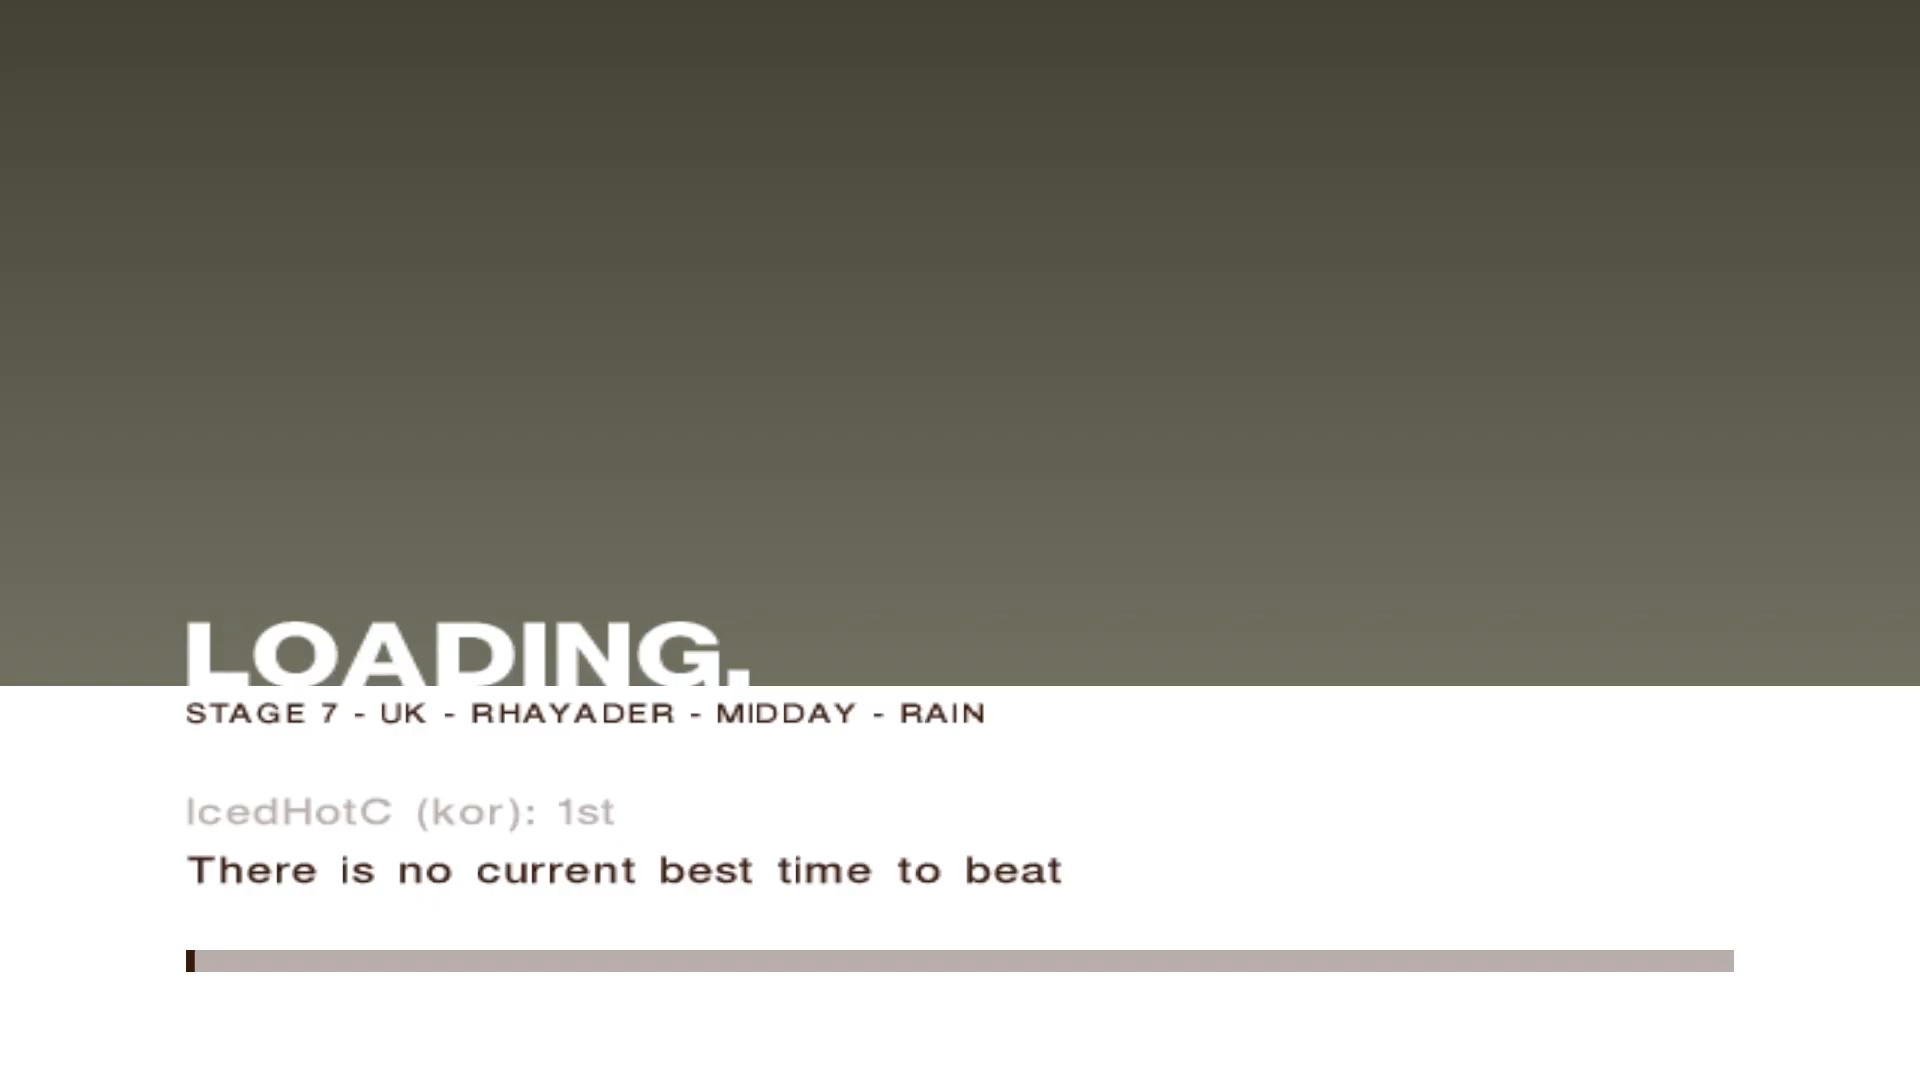 LOADING.
STAGE 7 - UK - RHAYADER - MIDDAY - RAIN
IcedHotC (kor): 1st
There is no current best time to beat